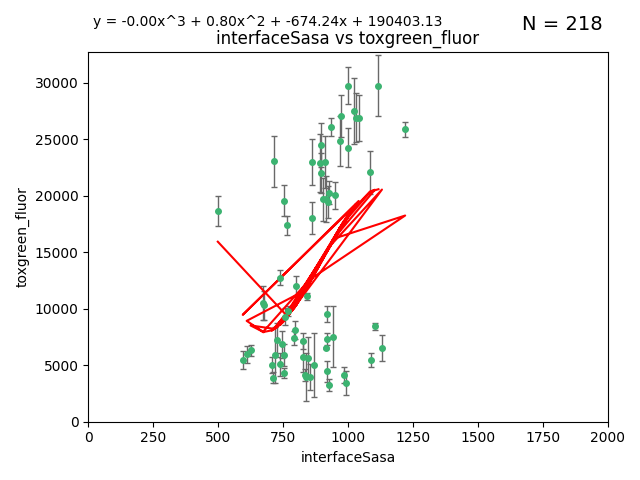 y = -0.00x^3 + 0.80x^2 + -674.24x + 190403.13
N = 218
interfaceSasa vs toxgreen_fluor
30000
25000
20000
15000
10000
5000
0
toxgreen_fluor
0 250 500 750 1000 1250 1500 1750 2000
interfaceSasa